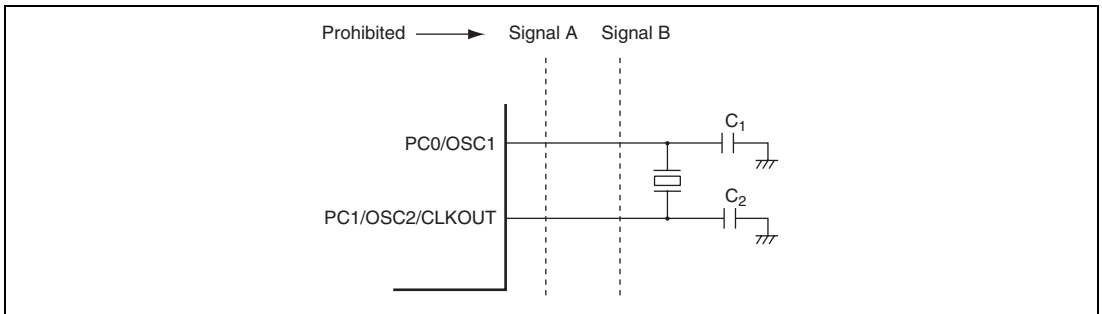 Prohibited Signal A Signal B
PC0/OSC1
C1
PC1/OSC2/CLKOUT
C2